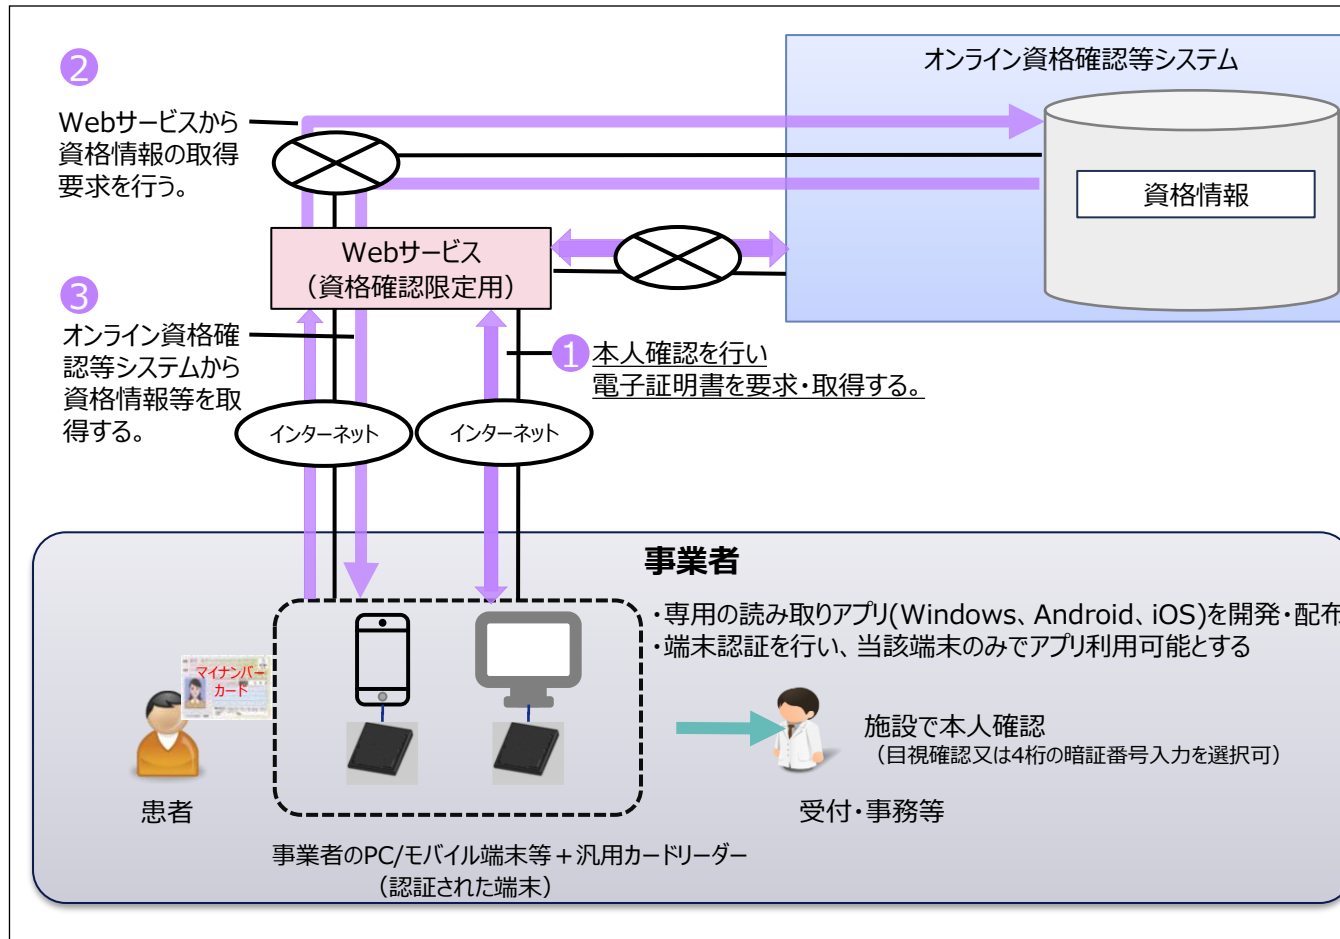 オンライン資格確認等システム
資格情報
❷
Webサービスから
資格情報の取得
要求を行う。
Webサービス
（資格確認限定用）
❸
オンライン資格確
認等システムから
資格情報等を取
得する。
❶
本人確認を行い
電子証明書を要求・取得する。
インターネット
インターネット
事業者
・専用の読み取りアプリ(Windows、Android、iOS)を開発・配布
・端末認証を行い、当該端末のみでアプリ利用可能とする
マイナンバー
カード
施設で本人確認
（目視確認又は4桁の暗証番号入力を選択可）
患者
受付・事務等
事業者のPC/モバイル端末等＋汎用カードリーダー
（認証された端末）